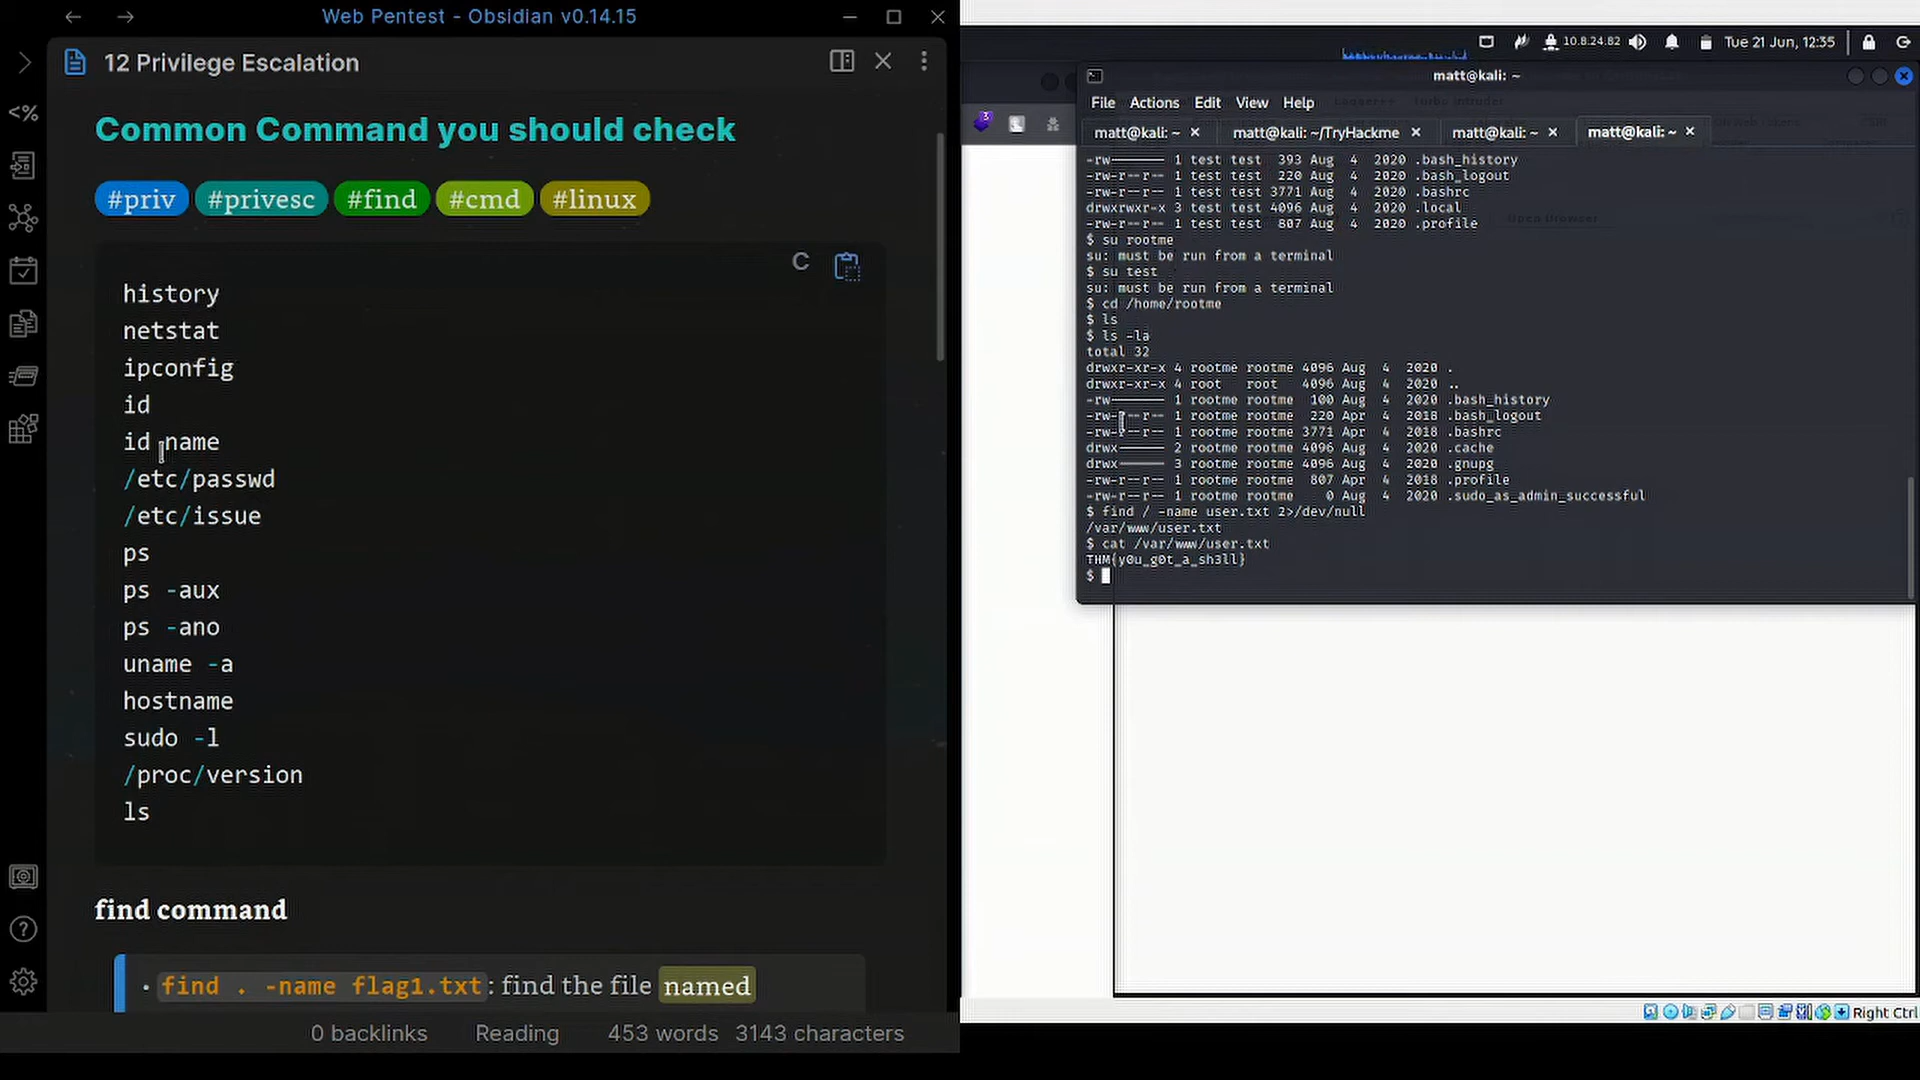 Web Pentest - Obsidian v0.14.15
12 Privilege Escalation
Common Command you should check
#priv #privesc #find #cmd #linux
C
history
netstat
ipconfig
id
id name
/etc/passwd
/etc/issue
ps
ps -aux
ps -ano
uname -a
hostname
sudo -l
/proc/version
ls
find command
• find . -name flag1.txt: find the file named
0 backlinks Reading 453 words 3143 characters
10.8.24.82 Tue 21 Jun, 12:35
matt@kali: ~
File Actions Edit View Help
matt@kali: ~ × matt@kali: ~/TryHackme × matt@kali: ~ × matt@kali: ~ ×
Open Browser
-rw------- 1 test test 393 Aug 4 2020 .bash_history
-rw-r--r-- 1 test test 220 Aug 4 2020 .bash_logout
-rw-r--r-- 1 test test 3771 Aug 4 2020 .bashrc
drwxrwxr-x 3 test test 4096 Aug 4 2020 .local
-rw-r--r-- 1 test test 807 Aug 4 2020 .profile
$ su rootme
su: must be run from a terminal
$ su test
su: must be run from a terminal
$ cd /home/rootme
$ ls
$ ls -la
total 32
drwxr-xr-x 4 rootme rootme 4096 Aug 4 2020 .
drwxr-xr-x 4 root root 4096 Aug 4 2020 ..
-rw------- 1 rootme rootme 100 Aug 4 2020 .bash_history
-rw-r--r-- 1 rootme rootme 220 Apr 4 2018 .bash_logout
-rw-r--r-- 1 rootme rootme 3771 Apr 4 2018 .bashrc
drwx------ 2 rootme rootme 4096 Aug 4 2020 .cache
drwx------ 3 rootme rootme 4096 Aug 4 2020 .gnupg
-rw-r--r-- 1 rootme rootme 807 Apr 4 2018 .profile
-rw-r--r-- 1 rootme rootme 0 Aug 4 2020 .sudo_as_admin_successful
$ find / -name user.txt 2>/dev/null
/var/www/user.txt
$ cat /var/www/user.txt
THM{y0u_g0t_a_sh3ll}
$
Right Ctrl